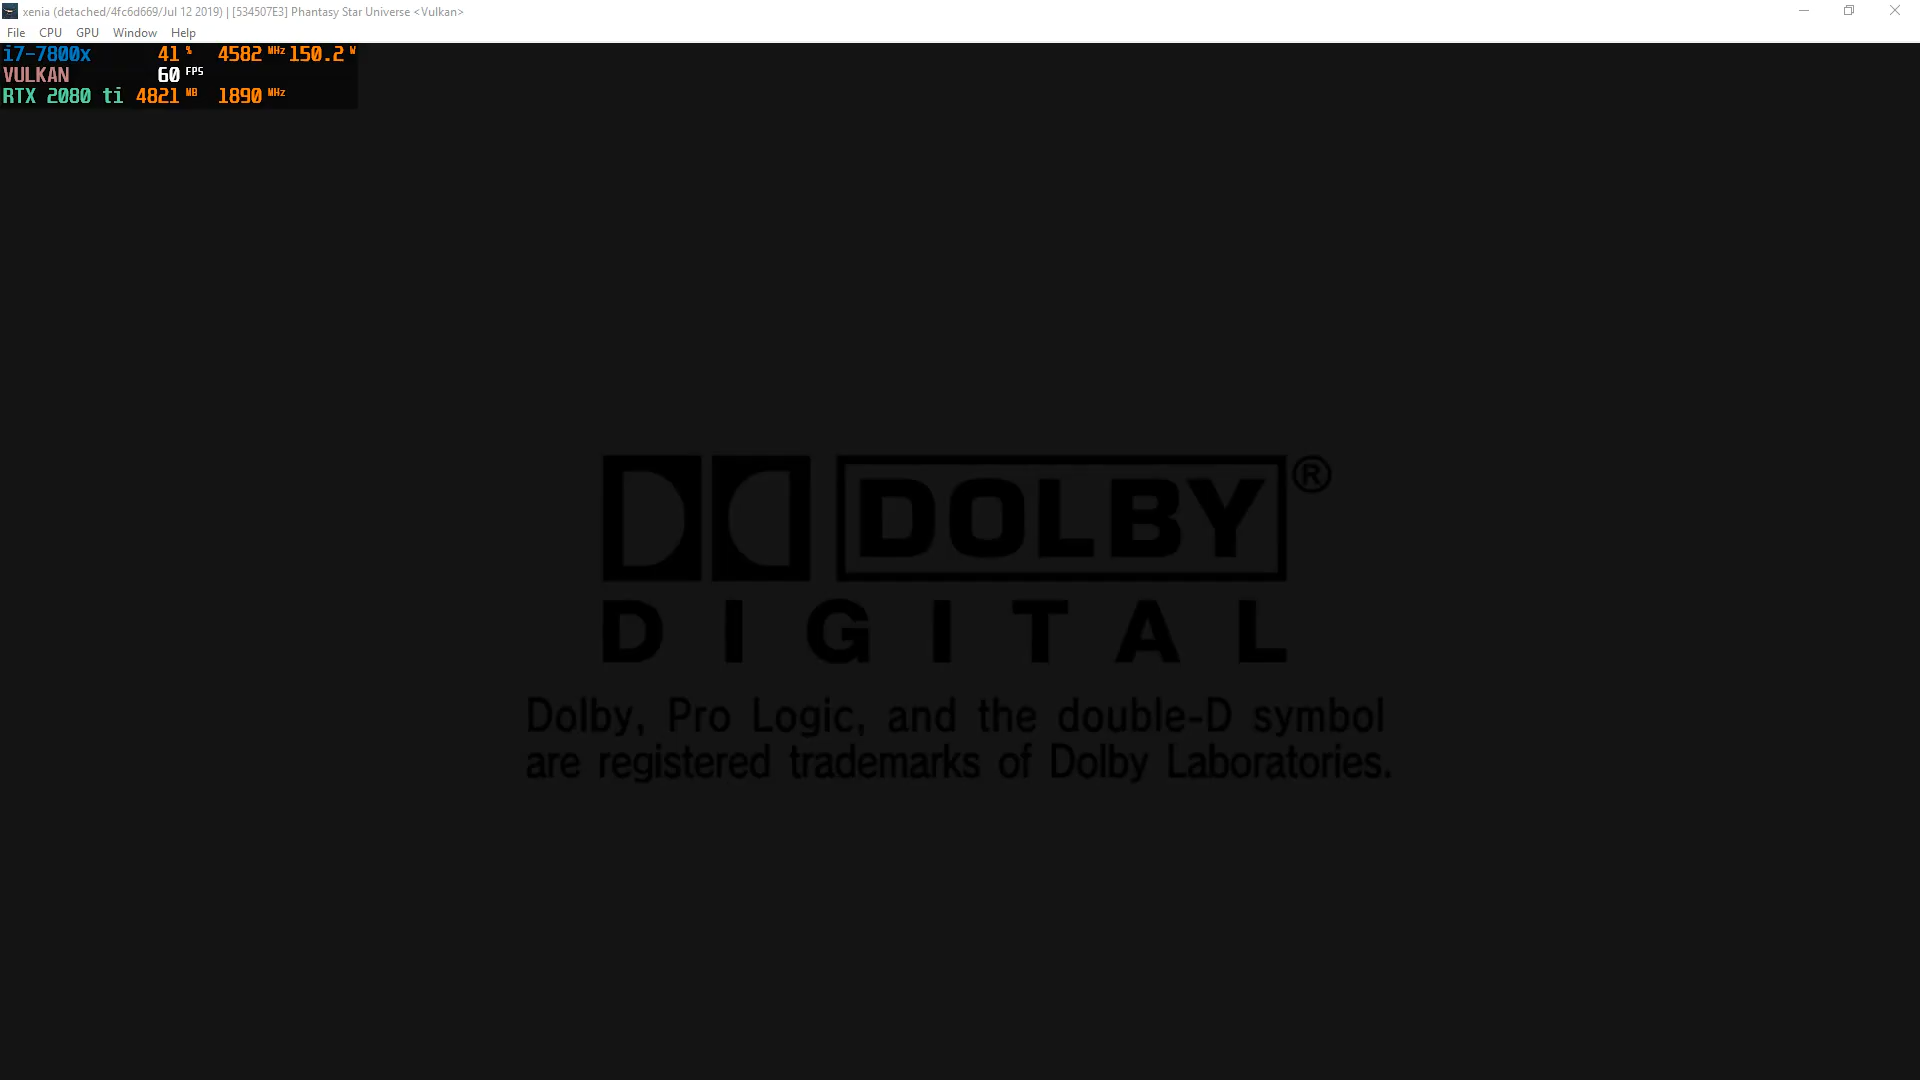 xenia (detached/4fc6d669/Jul 12 2019) | [534507E3] Phantasy Star Universe <Vulkan>
File CPU GPU Window Help
i7-7800x 41 % 4582 MHz 150.2 W
VULKAN 60 FPS
RTX 2080 ti 4821 MB 1890 MHz
DOLBY ®
DIGITAL
Dolby, Pro Logic, and the double-D symbol
are registered trademarks of Dolby Laboratories.